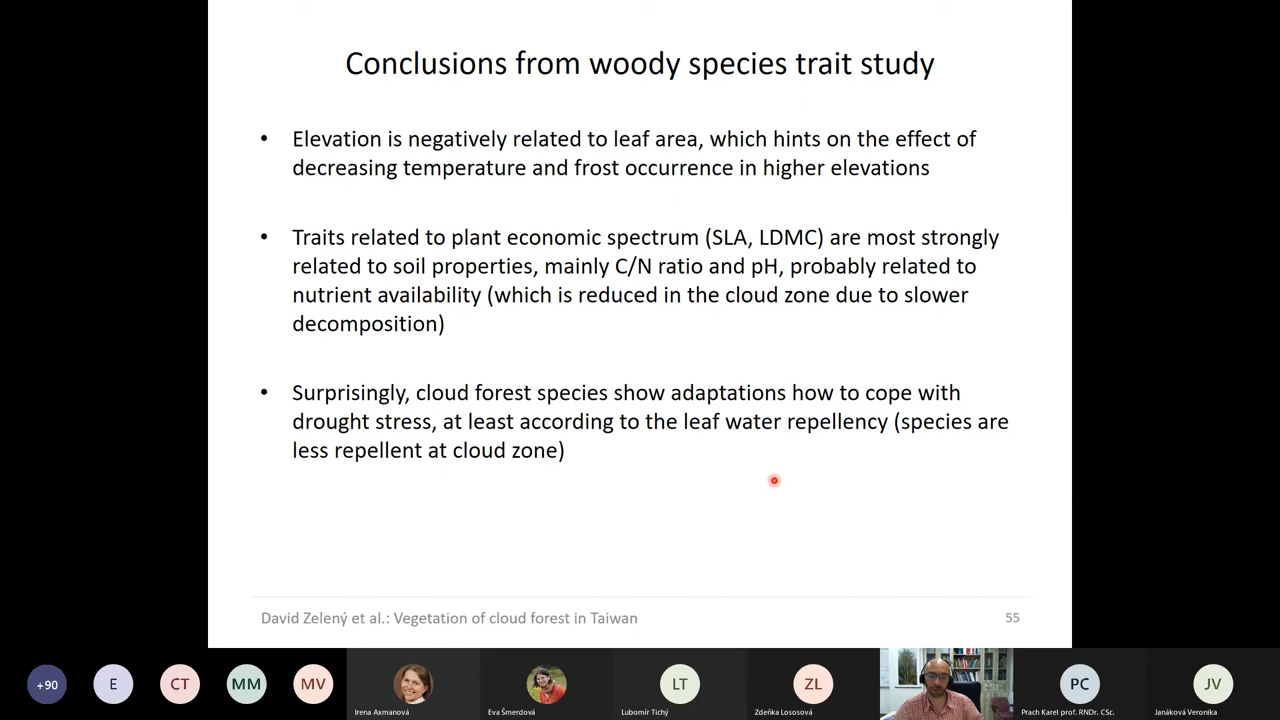 Conclusions from woody species trait study
• Elevation is negatively related to leaf area, which hints on the effect of
decreasing temperature and frost occurrence in higher elevations
• Traits related to plant economic spectrum (SLA, LDMC) are most strongly
related to soil properties, mainly C/N ratio and pH, probably related to
nutrient availability (which is reduced in the cloud zone due to slower
decomposition)
• Surprisingly, cloud forest species show adaptations how to cope with
drought stress, at least according to the leaf water repellency (species are
less repellent at cloud zone)
David Zelený et al.: Vegetation of cloud forest in Taiwan
55
+90
E
CT
MM
MV
LT
ZL
PC
JV
Irena Axmanová
Eva Šmerdová
Lubomír Tichý
Zdeňka Lososová
Prach Karel prof. RNDr. CSc.
Janáková Veronika